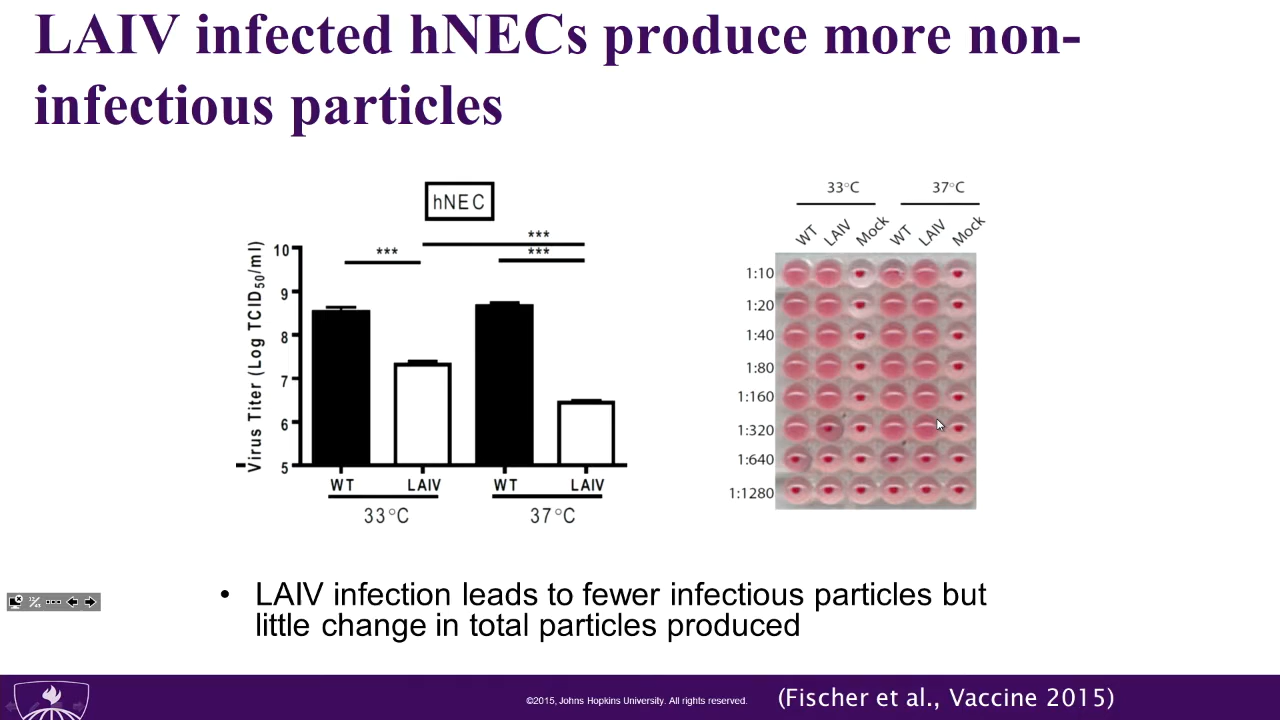 LAIV infected hNECs produce more non-
infectious particles
hNEC
Virus Titer (Log TCID50/ml)
***
***
***
10
9
8
7
6
5
WT LAIV WT LAIV
33°C 37°C
33°C 37°C
WT LAIV Mock WT LAIV Mock
1:10
1:20
1:40
1:80
1:160
1:320
1:640
1:1280
• LAIV infection leads to fewer infectious particles but
little change in total particles produced
©2015, Johns Hopkins University. All rights reserved.
(Fischer et al., Vaccine 2015)